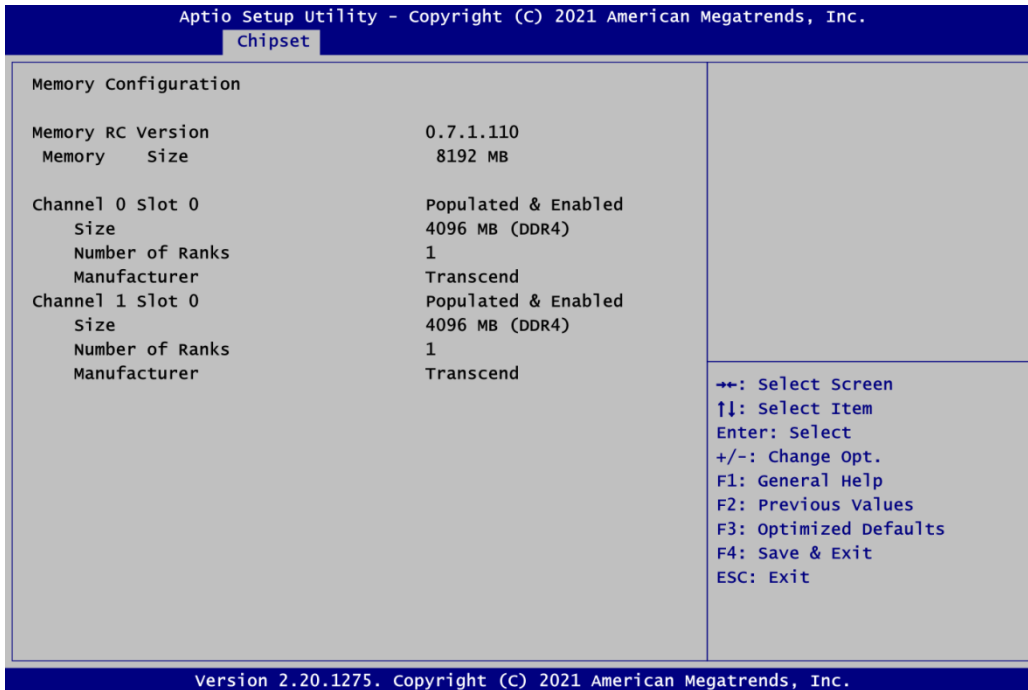 Aptio Setup Utility - Copyright (C) 2021 American Megatrends, Inc.
Chipset
Memory Configuration
Memory RC Version 0.7.1.110
Memory Size 8192 MB
Channel 0 Slot 0 Populated & Enabled
Size 4096 MB (DDR4)
Number of Ranks 1
Manufacturer Transcend
Channel 1 Slot 0 Populated & Enabled
Size 4096 MB (DDR4)
Number of Ranks 1
Manufacturer Transcend
→←: Select Screen
↑↓: Select Item
Enter: Select
+/-: Change Opt.
F1: General Help
F2: Previous Values
F3: Optimized Defaults
F4: Save & Exit
ESC: Exit
Version 2.20.1275. Copyright (C) 2021 American Megatrends, Inc.